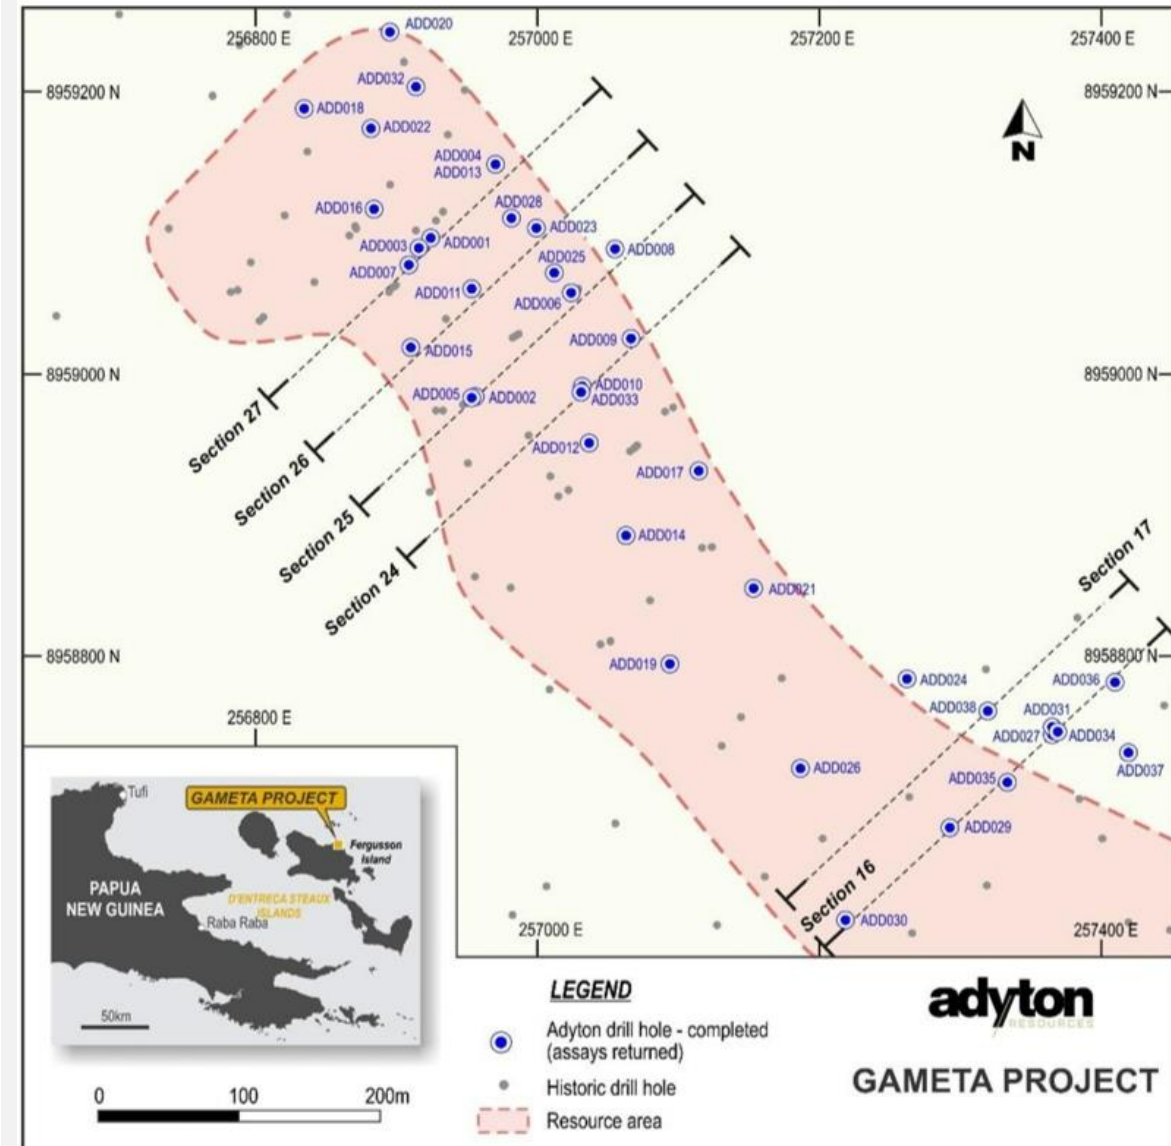 ADD020
256800 E
257000 E
257200 E
257400 E
ADD032
8959200 N
8959200 N
ADD018
ADD022
N
ADD004
ADD013
ADD028
ADD016
ADD023
ADD001
ADD003
ADD008
ADD025
ADD007
ADD011
ADD006
ADD009
ADD015
8959000 N
8959000 N
ADD010
ADD005
ADD002
ADD033
Section 27
ADD012
Section 26
ADD017
Section 25
ADD014
Section 24
Section 17
ADD021
8958800 N
8958800 N
ADD019
ADD024
ADD036
ADD038
ADD031
256800 E
ADD027
ADD034
ADD026
ADD037
ADD035
ADD029
Section 16
ADD030
257000 E
257400 E
Tufi
GAMETA PROJECT
Fergusson
Island
PAPUA
NEW GUINEA
D'ENTRECA STEAUX
ISLANDS
Raba Raba
50km
0 100 200m
LEGEND
Adyton drill hole - completed
(assays returned)
Historic drill hole
Resource area
adyton
RESOURCES
GAMETA PROJECT